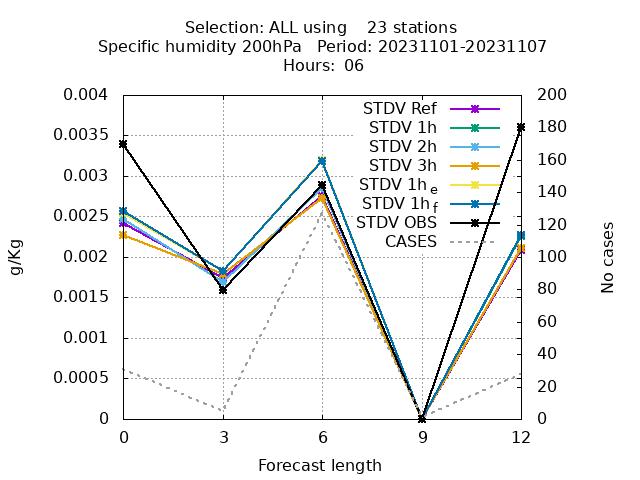 Selection: ALL using    23 stations
Specific humidity 200hPa   Period: 20231101-20231107
Hours:  06
STDV Ref
STDV 1h
STDV 2h
STDV 3h
STDV 1h e
STDV 1h f
STDV OBS
CASES
g/Kg
0.004
0.0035
0.003
0.0025
0.002
0.0015
0.001
0.0005
0
200
180
160
140
120
100
80
60
40
20
0
No cases
0 3 6 9 12
Forecast length